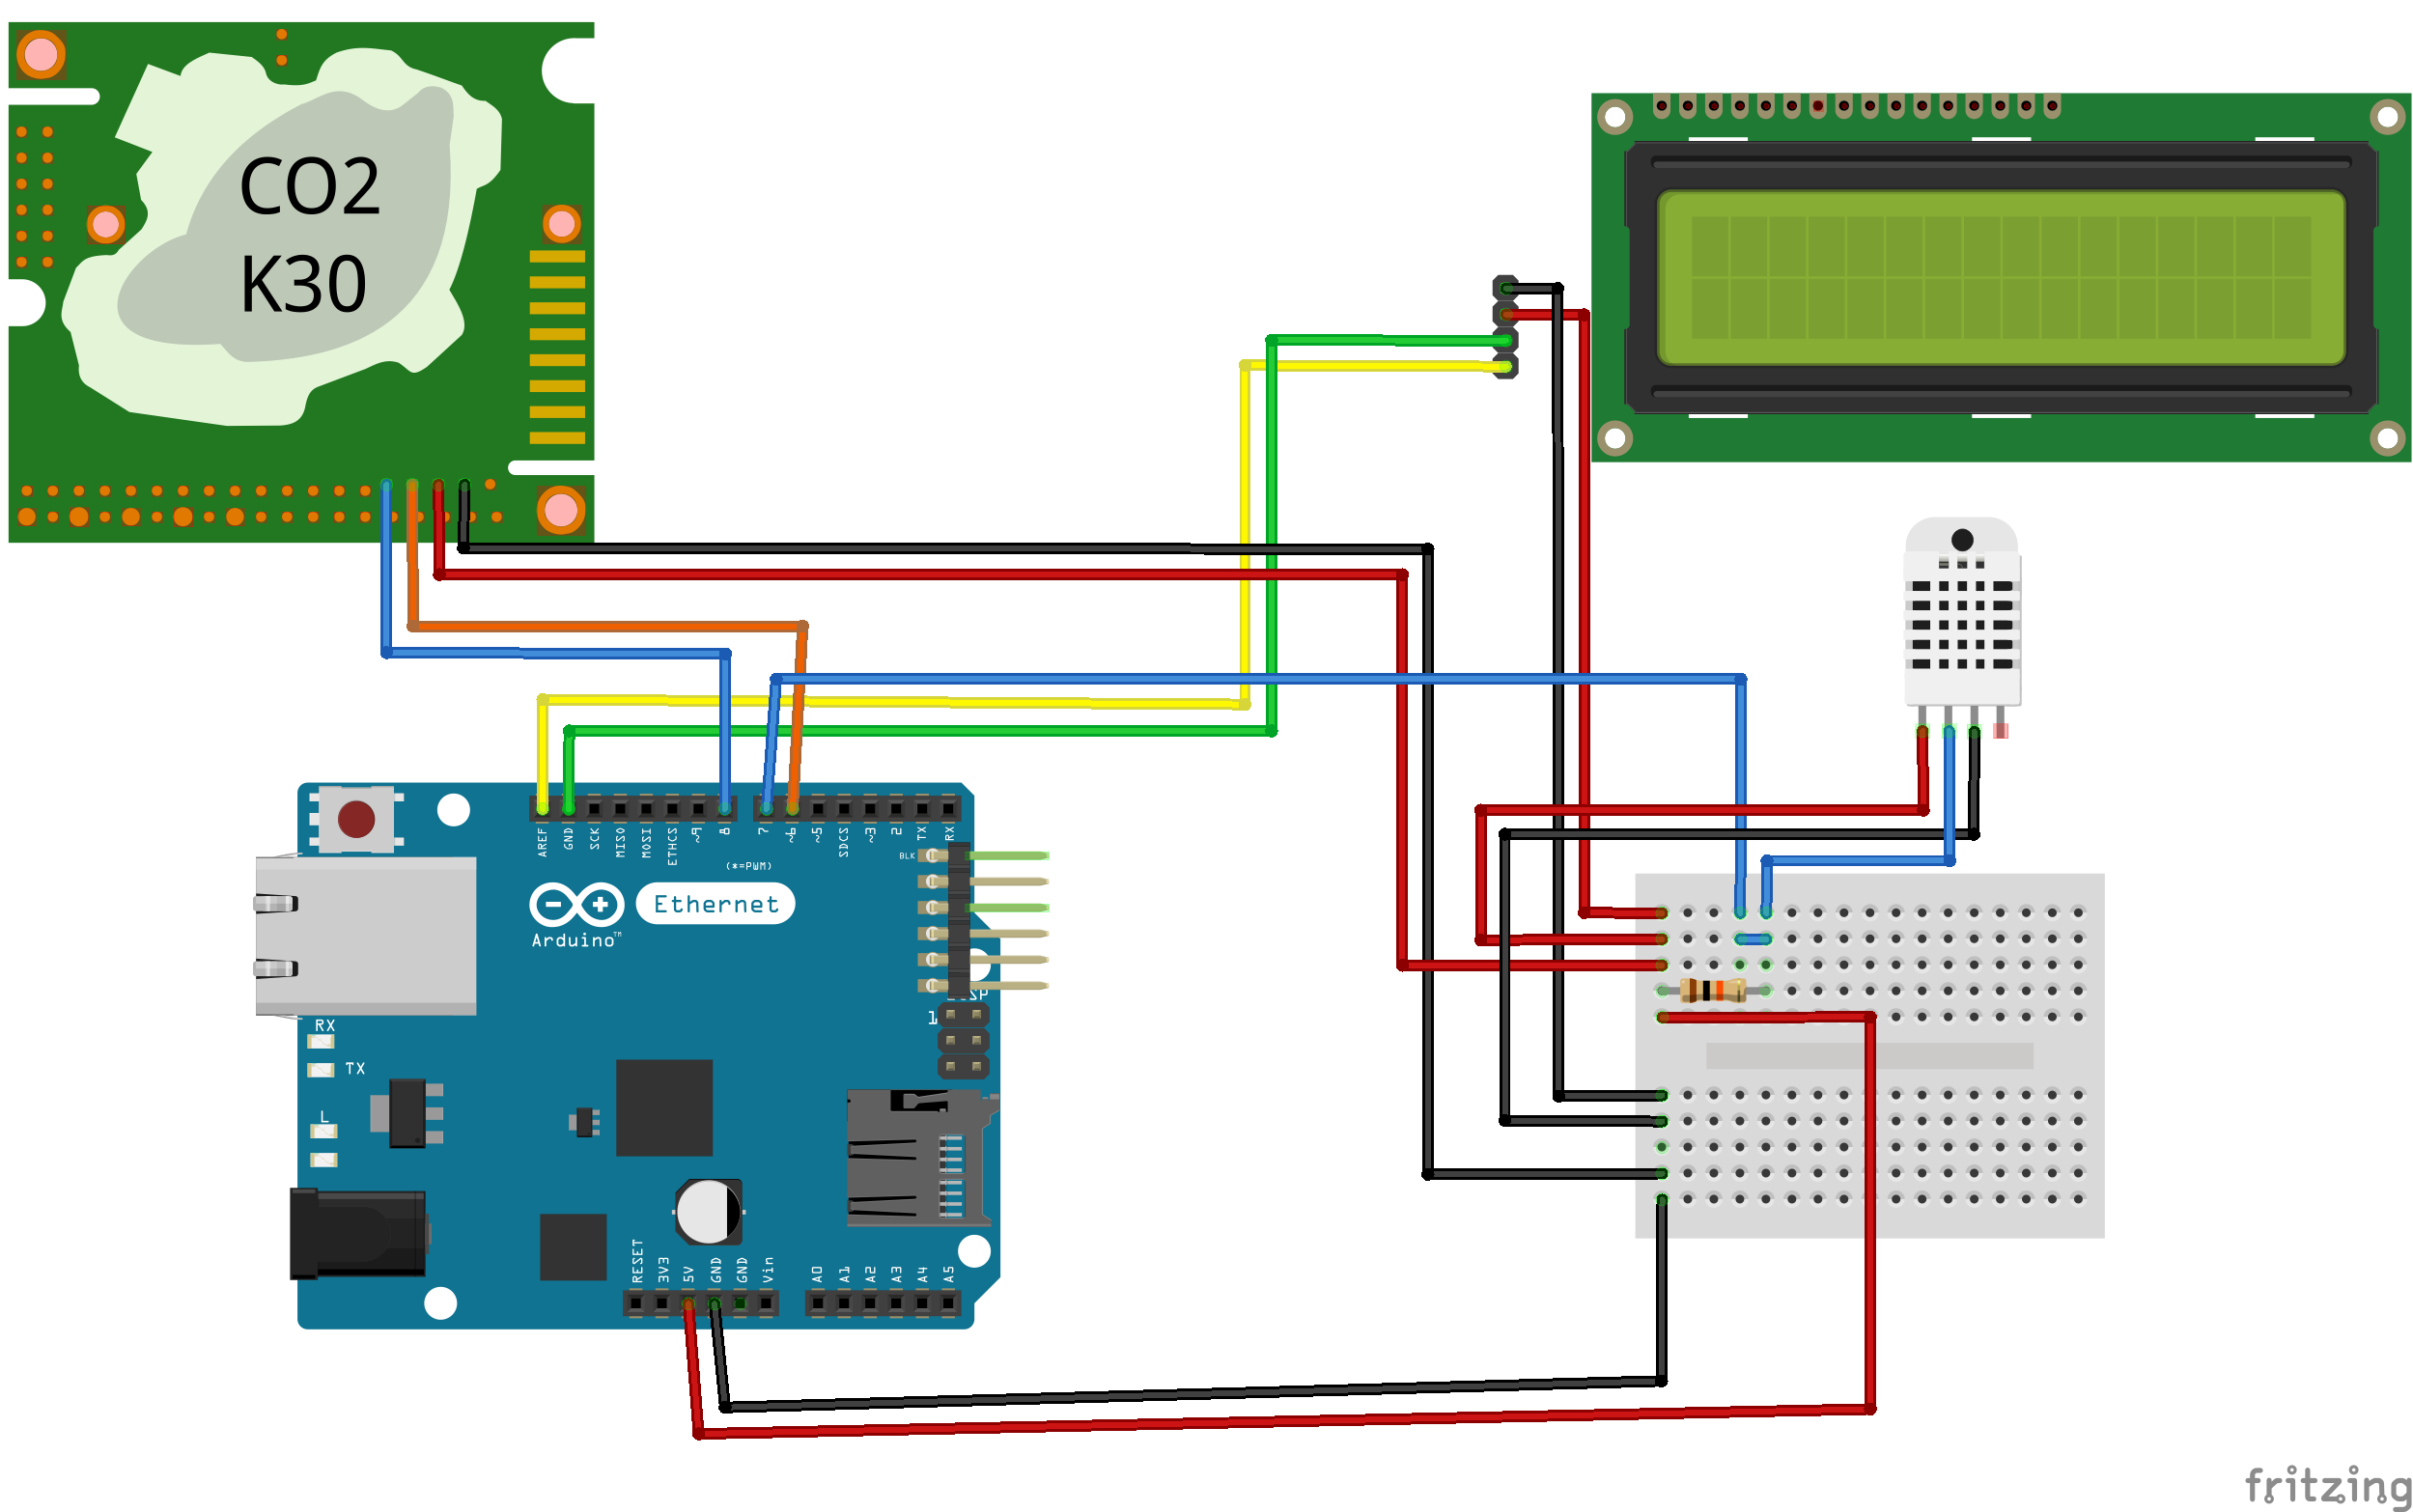 CO2
K30
AREF
GND
SCK
MISO
MOSI
ETHCS
~9
8
7
~6
~5
SDCS
~3
2
TX
RX
BLK
(*=PWM)
Ethernet
Arduino™
1
RX
TX
L
RESET
3V3
5V
GND
GND
Vin
A0
A1
A2
A3
A4
A5
fritzing